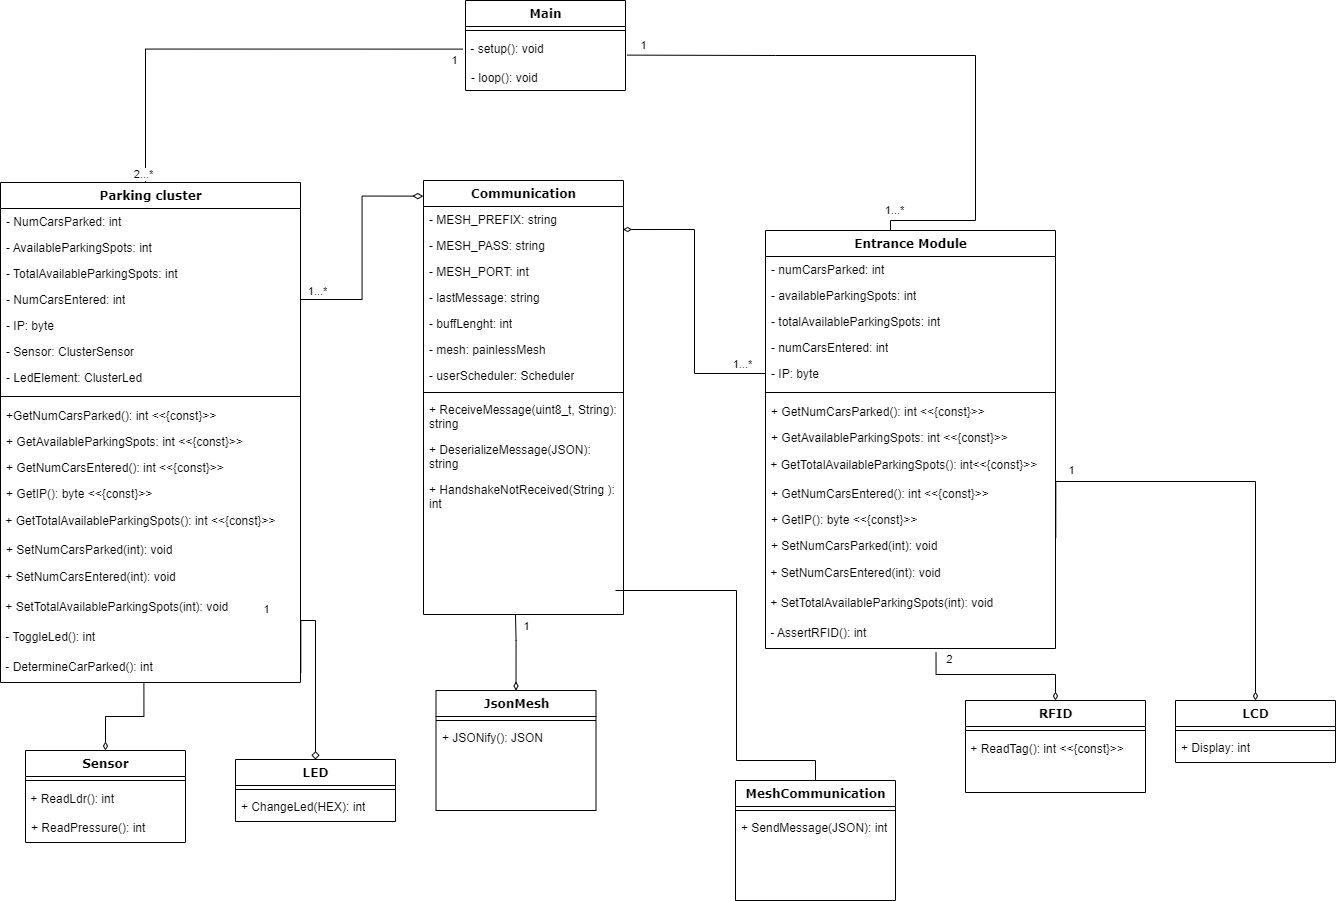 Main
- setup(): void
- loop(): void
1
1
2...*
1...*
Parking cluster
- NumCarsParked: int
- AvailableParkingSpots: int
- TotalAvailableParkingSpots: int
- NumCarsEntered: int
- IP: byte
- Sensor: ClusterSensor
- LedElement: ClusterLed
+GetNumCarsParked(): int <<{const}>>
+ GetAvailableParkingSpots: int <<{const}>>
+ GetNumCarsEntered(): int <<{const}>>
+ GetIP(): byte <<{const}>>
+ GetTotalAvailableParkingSpots(): int <<{const}>>
+ SetNumCarsParked(int): void
+ SetNumCarsEntered(int): void
+ SetTotalAvailableParkingSpots(int): void
- ToggleLed(): int
- DetermineCarParked(): int
1
1...*
Communication
- MESH_PREFIX: string
- MESH_PASS: string
- MESH_PORT: int
- lastMessage: string
- buffLenght: int
- mesh: painlessMesh
- userScheduler: Scheduler
+ ReceiveMessage(uint8_t, String):
string
+ DeserializeMessage(JSON):
string
+ HandshakeNotReceived(String ):
int
1
1...*
Entrance Module
- numCarsParked: int
- availableParkingSpots: int
- totalAvailableParkingSpots: int
- numCarsEntered: int
- IP: byte
+ GetNumCarsParked(): int <<{const}>>
+ GetAvailableParkingSpots: int <<{const}>>
+ GetTotalAvailableParkingSpots(): int<<{const}>>
+ GetNumCarsEntered(): int <<{const}>>
+ GetIP(): byte <<{const}>>
+ SetNumCarsParked(int): void
+ SetNumCarsEntered(int): void
+ SetTotalAvailableParkingSpots(int): void
- AssertRFID(): int
1
2
Sensor
+ ReadLdr(): int
+ ReadPressure(): int
LED
+ ChangeLed(HEX): int
JsonMesh
+ JSONify(): JSON
MeshCommunication
+ SendMessage(JSON): int
RFID
+ ReadTag(): int <<{const}>>
LCD
+ Display: int